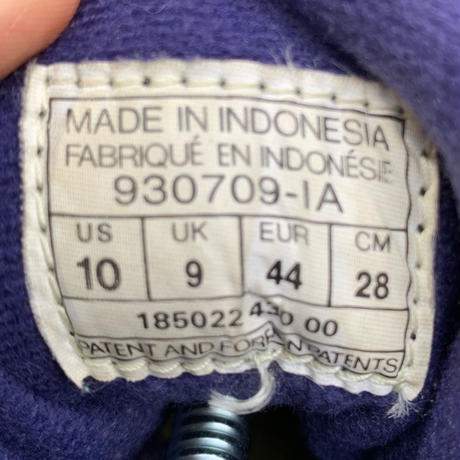 MADE IN INDONESIA
FABRIQUÉ EN INDONÉSIE
930709-IA
US UK EUR CM
10 9 44 28
185022 430 00
PATENT AND FOREIGN PATENTS